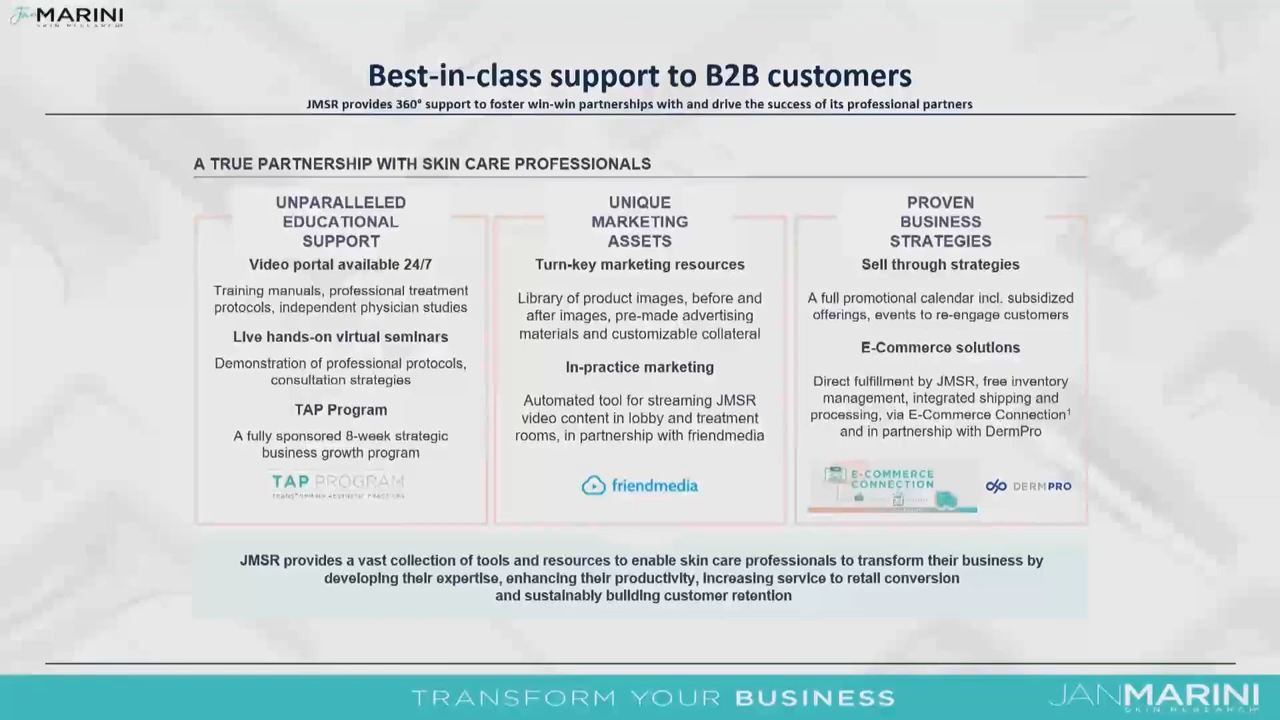 Jan MARINI
SKIN RESEARCH
Best-in-class support to B2B customers
JMSR provides 360° support to foster win-win partnerships with and drive the success of its professional partners
A TRUE PARTNERSHIP WITH SKIN CARE PROFESSIONALS
UNPARALLELED
EDUCATIONAL
SUPPORT
Video portal available 24/7
Training manuals, professional treatment
protocols, independent physician studies
Live hands-on virtual seminars
Demonstration of professional protocols,
consultation strategies
TAP Program
A fully sponsored 8-week strategic
business growth program
TAP PROGRAM
TRANSFORMING AESTHETIC PRACTICES
UNIQUE
MARKETING
ASSETS
Turn-key marketing resources
Library of product images, before and
after images, pre-made advertising
materials and customizable collateral
In-practice marketing
Automated tool for streaming JMSR
video content in lobby and treatment
rooms, in partnership with friendmedia
friendmedia
PROVEN
BUSINESS
STRATEGIES
Sell through strategies
A full promotional calendar incl. subsidized
offerings, events to re-engage customers
E-Commerce solutions
Direct fulfillment by JMSR, free inventory
management, integrated shipping and
processing, via E-Commerce Connection¹
and in partnership with DermPro
E-COMMERCE
CONNECTION
DERMPRO
JMSR provides a vast collection of tools and resources to enable skin care professionals to transform their business by
developing their expertise, enhancing their productivity, increasing service to retail conversion
and sustainably building customer retention
TRANSFORM YOUR BUSINESS
JANMARINI
SKIN RESEARCH